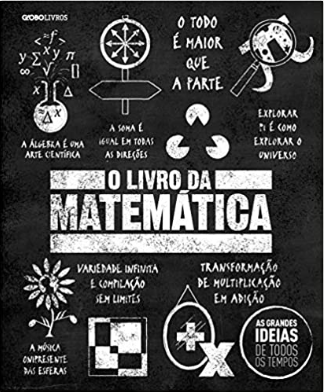 GLOBOLIVROS
O TODO
É MAIOR
QUE
A PARTE
<f
y x y π
Σ ∞ Σ
x ∫ Δ
Δx
A ÁLGEBRA É UMA
ARTE CIENTÍFICA
A SOMA É
IGUAL EM TODAS
AS DIREÇÕES
EXPLORAR
PI É COMO
EXPLORAR O
UNIVERSO
O LIVRO DA
MATEMÁTICA
VARIEDADE INFINITA
E COMPILAÇÃO
SEM LIMITES
TRANSFORMAÇÃO
DE MULTIPLICAÇÃO
EM ADIÇÃO
A MÚSICA
ONIPRESENTE
DAS ESFERAS
+
x
AS GRANDES
IDEIAS
DE TODOS
OS TEMPOS